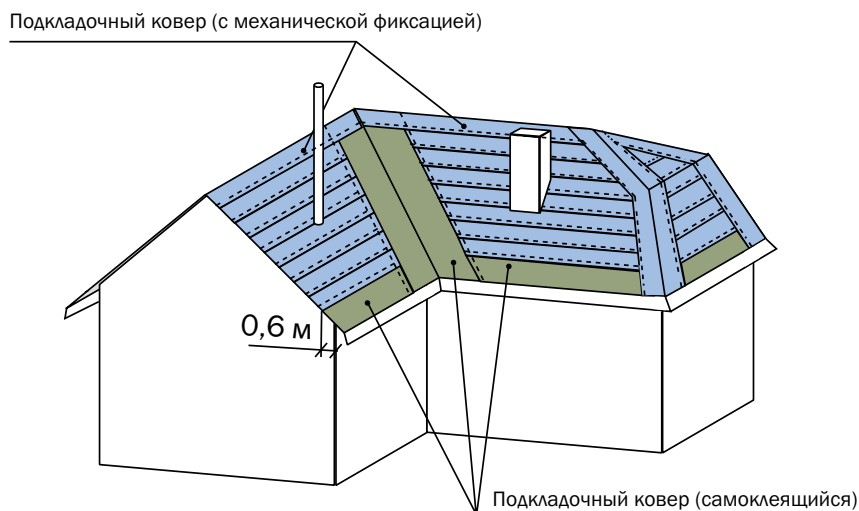 Подкладочный ковер (с механической фиксацией)
0,6 м
Подкладочный ковер (самоклеящийся)